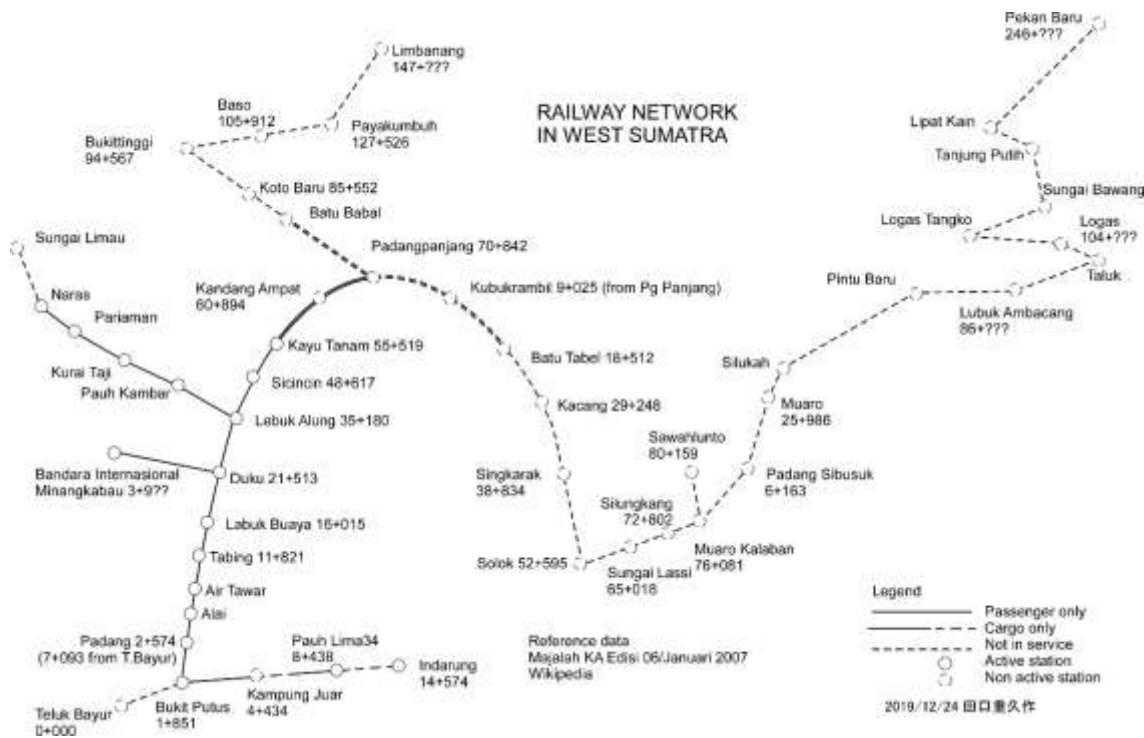 RAILWAY NETWORK
IN WEST SUMATRA
Pekan Baru
246+???
Limbanang
147+???
Baso
105+912
Payakumbuh
127+526
Bukittinggi
94+567
Lipat Kain
Tanjung Putih
Koto Baru 85+552
Batu Babal
Sungai Bawang
Logas Tangko
Logas
104+???
Taluk
Sungai Limau
Padangpanjang 70+842
Kandang Ampat
60+894
Kubukrambil 9+025 (from Pg Panjang)
Pintu Baru
Lubuk Ambacang
86+???
Naras
Pariaman
Kurai Taji
Pauh Kambar
Kayu Tanam 55+519
Sicincin 48+617
Lebuk Alung 35+180
Batu Tabel 18+512
Silukah
Kacang 29+248
Muaro
25+986
Sawahlunto
80+159
Bandara Internasional
Minangkabau 3+9??
Duku 21+513
Singkarak
38+834
Padang Sibusuk
6+163
Silungkang
72+802
Labuk Buaya 16+015
Muaro Kalaban
76+081
Tabing 11+821
Solok 52+595
Sungai Lassi
65+018
Air Tawar
Alai
Padang 2+574
(7+093 from T.Bayur)
Pauh Lima34
8+438
Indarung
14+574
Kampung Juar
4+434
Bukit Putus
1+851
Teluk Bayur
0+000
Reference data
Majalah KA Edisi 06/Januari 2007
Wikipedia
Legend
Passenger only
Cargo only
Not in service
Active station
Non active station
2019/12/24 田口重久作